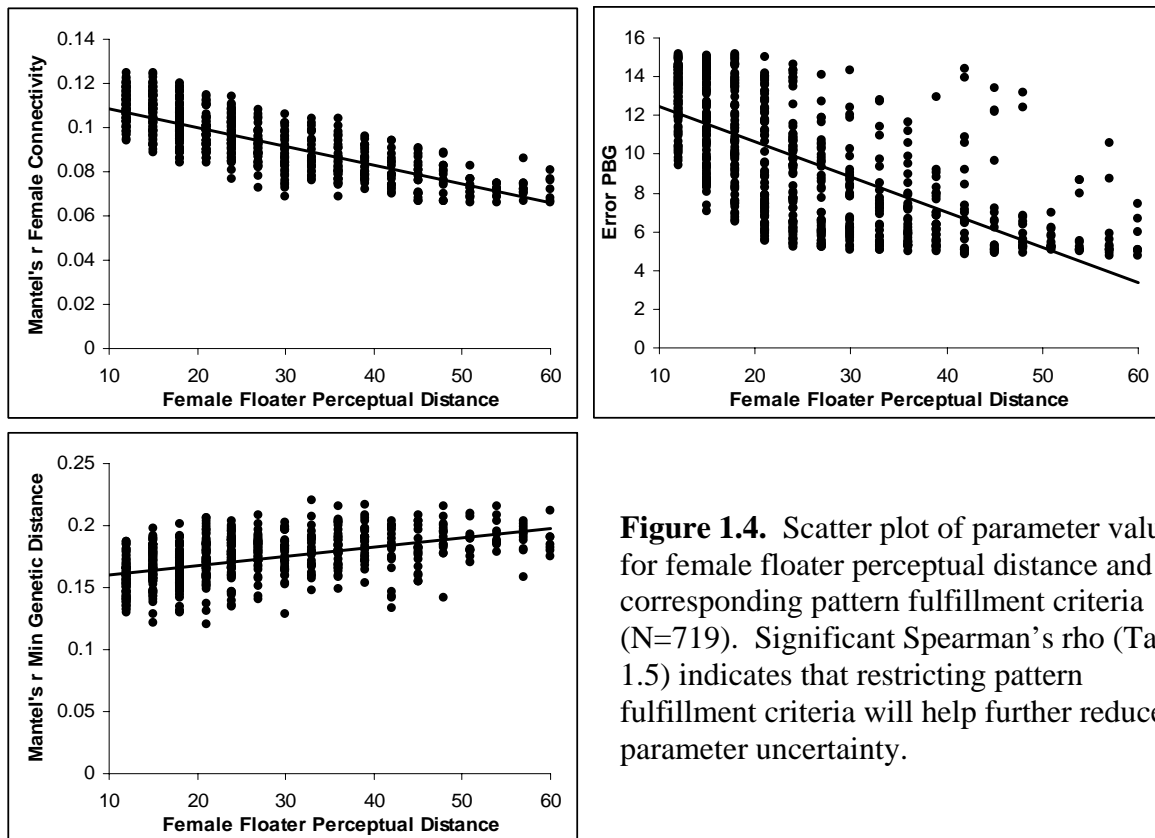 0.14
0.12
0.1
0.08
0.06
0.04
0.02
0
Mantel's r Female Connectivity
10 20 30 40 50 60
Female Floater Perceptual Distance
16
14
12
10
8
6
4
2
0
Error PBG
10 20 30 40 50 60
Female Floater Perceptual Distance
0.25
0.2
0.15
0.1
0.05
0
Mantel's r Min Genetic Distance
10 20 30 40 50 60
Female Floater Perceptual Distance
Figure 1.4. Scatter plot of parameter valu
for female floater perceptual distance and
corresponding pattern fulfillment criteria
(N=719). Significant Spearman’s rho (Ta
1.5) indicates that restricting pattern
fulfillment criteria will help further reduce
parameter uncertainty.